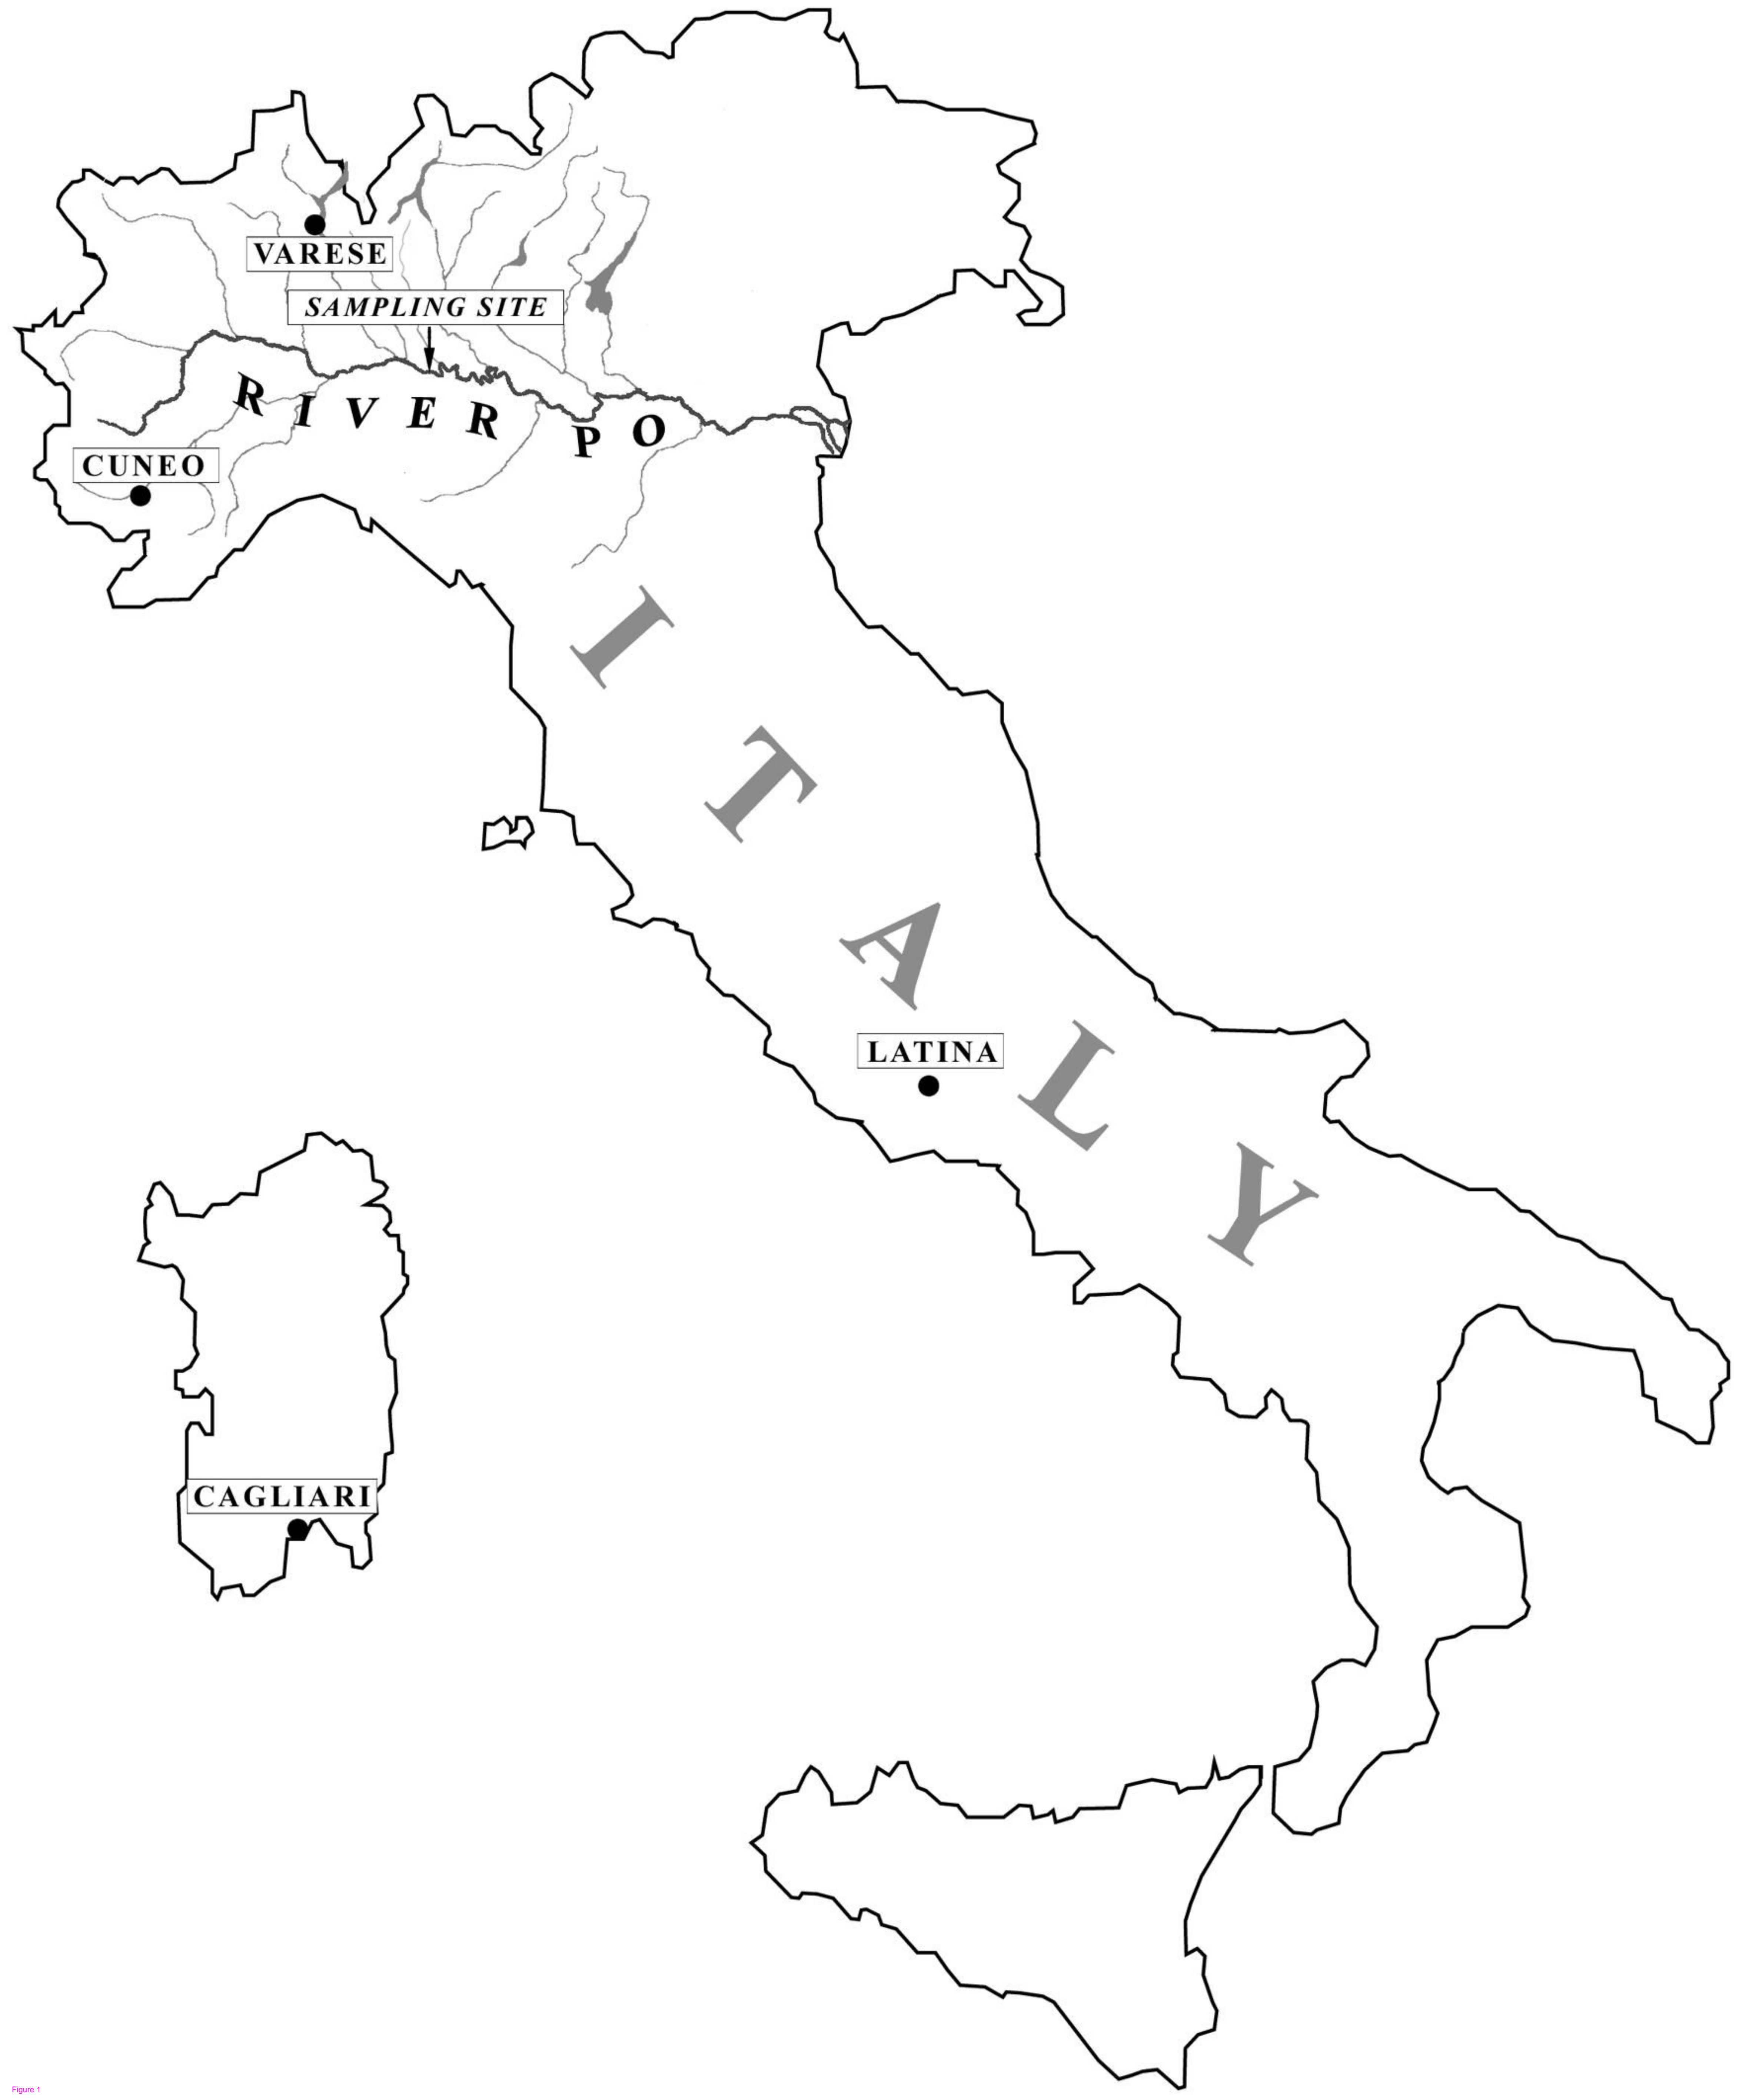 VARESE
SAMPLING SITE
RIVER PO
CUNEO
ITALY
LATINA
CAGLIARI
Figure 1